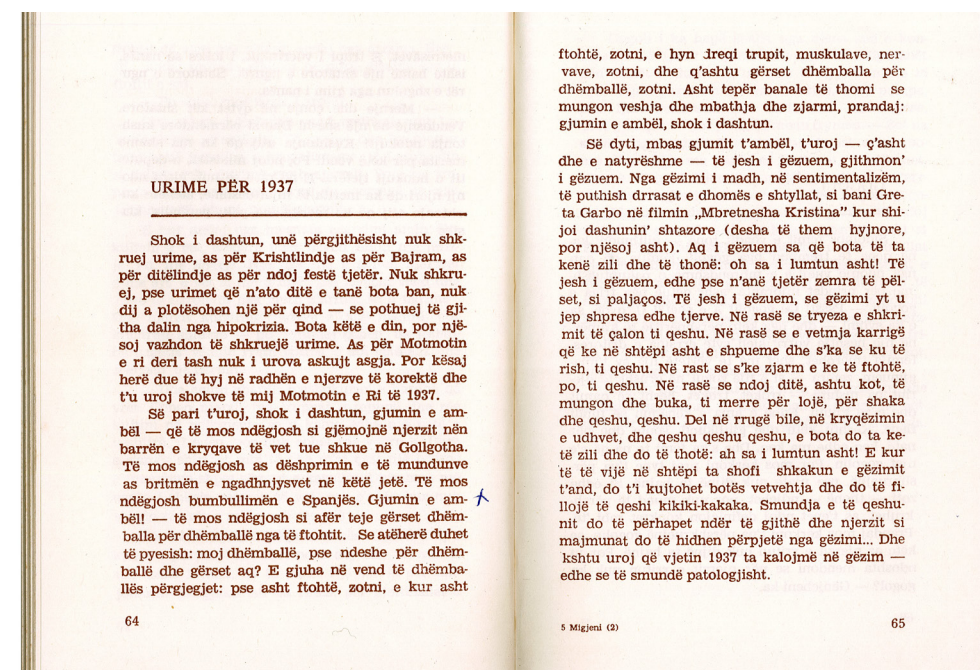 URIME PËR 1937
Shok i dashtun, unë përgjithësisht nuk shk-
ruej urime, as për Krishtlindje as për Bajram, as
për ditëlindje as për ndoj festë tjetër. Nuk shkru-
ej, pse urimet që n'ato ditë e tanë bota ban, nuk
dij a plotësohen një për qind — se pothuej të gji-
tha dalin nga hipokrizia. Bota këtë e din, por një-
soj vazhdon të shkruejë urime. As për Motmotin
e ri deri tash nuk i urova askujt asgja. Por kësaj
herë due të hyj në radhën e njerzve të korektë dhe
t'u uroj shokve të mij Motmotin e Ri të 1937.
Së pari t'uroj, shok i dashtun, gjumin e am-
bël — që të mos ndëgjosh si gjëmojnë njerzit nën
barrën e kryqave të vet tue shkue në Gollgotha.
Të mos ndëgjosh as dëshprimin e të mundunve
as britmën e ngadhnjysvet në këtë jetë. Të mos
ndëgjosh bumbullimën e Spanjës. Gjumin e am-
bël! — të mos ndëgjosh si afër teje gërset dhëm-
balla për dhëmballë nga të ftohtit. Se atëherë duhet
të pyesish: moj dhëmballë, pse ndeshe për dhëm-
ballë dhe gërset aq? E gjuha në vend të dhëmba-
llës përgjegjet: pse asht ftohtë, zotni, e kur asht
64
ftohtë, zotni, e hyn dreqi trupit, muskulave, ner-
vave, zotni, dhe q'ashtu gërset dhëmballa për
dhëmballë, zotni. Asht tepër banale të thomi se
mungon veshja dhe mbathja dhe zjarmi, prandaj:
gjumin e ambël, shok i dashtun.
Së dyti, mbas gjumit t'ambël, t'uroj — ç'asht
dhe e natyrëshme — të jesh i gëzuem, gjithmon'
i gëzuem. Nga gëzimi i madh, në sentimentalizëm,
të puthish drrasat e dhomës e shtyllat, si bani Gre-
ta Garbo në filmin „Mbretnesha Kristina” kur shi-
joi dashunin' shtazore (desha të them hyjnore,
por njësoj asht). Aq i gëzuem sa që bota të ta
kenë zili dhe të thonë: oh sa i lumtun asht! Të
jesh i gëzuem, edhe pse n'anë tjetër zemra të pël-
set, si paljaços. Të jesh i gëzuem, se gëzimi yt u
jep shpresa edhe tjerve. Në rasë se tryeza e shkri-
mit të çalon ti qeshu. Në rasë se e vetmja karrigë
që ke në shtëpi asht e shpueme dhe s'ka se ku të
rish, ti qeshu. Në rast se s'ke zjarm e ke të ftohtë,
po, ti qeshu. Në rasë se ndoj ditë, ashtu kot, të
mungon dhe buka, ti merre për lojë, për shaka
dhe qeshu, qeshu. Del në rrugë bile, në kryqëzimin
e udhvet, dhe qeshu qeshu qeshu, e bota do ta ke-
të zili dhe do të thotë: ah sa i lumtun asht! E kur
të të vijë në shtëpi ta shofi shkakun e gëzimit
t'and, do t'i kujtohet botës vetvehtja dhe do të fi-
llojë të qeshi kikiki-kakaka. Smundja e të qeshu-
nit do të përhapet ndër të gjithë dhe njerzit si
majmunat do të hidhen përpjetë nga gëzimi... Dhe
kshtu uroj që vjetin 1937 ta kalojmë në gëzim —
edhe se të smundë patologjisht.
5 Migjeni (2)
65